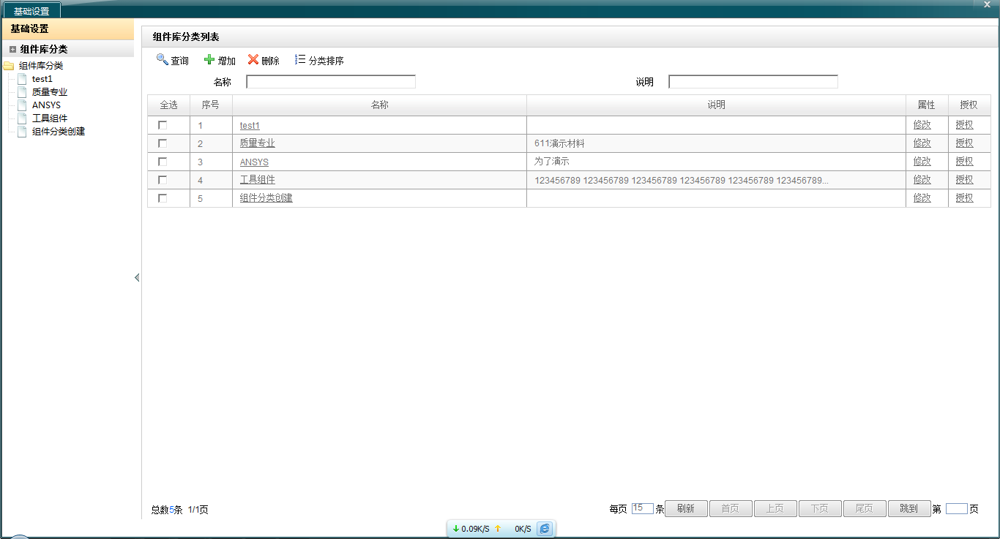 基础设置
基础设置
组件库分类
组件库分类
test1
质量专业
ANSYS
工具组件
组件分类创建
组件库分类列表
查询 增加 删除 分类排序
名称 说明
全选 序号 名称 说明 属性 授权
1 test1 修改 授权
2 质量专业 611演示材料 修改 授权
3 ANSYS 为了演示 修改 授权
4 工具组件 123456789 123456789 123456789 123456789 123456789 123456789... 修改 授权
5 组件分类创建 修改 授权
总数5条 1/1页 每页 15 条 刷新 首页 上页 下页 尾页 跳到 第 页
0.09K/S 0K/S